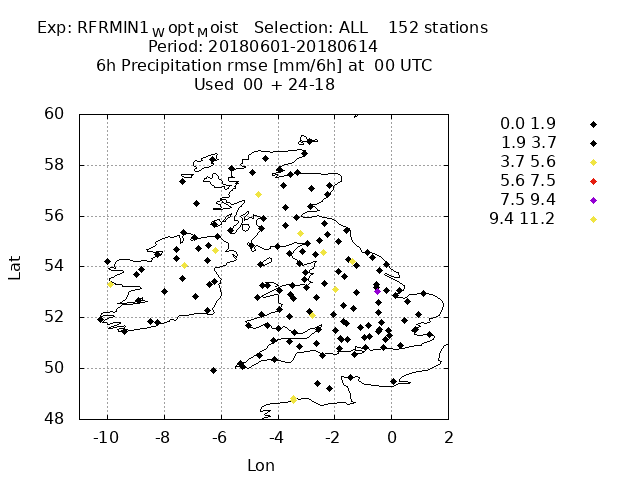 Exp: RFRMIN1WoptMoist Selection: ALL 152 stations
Period: 20180601-20180614
6h Precipitation rmse [mm/6h] at 00 UTC
Used 00 + 24-18
0.0 1.9
1.9 3.7
3.7 5.6
5.6 7.5
7.5 9.4
9.4 11.2
60
58
56
54
52
50
48
Lat
-10 -8 -6 -4 -2 0 2
Lon